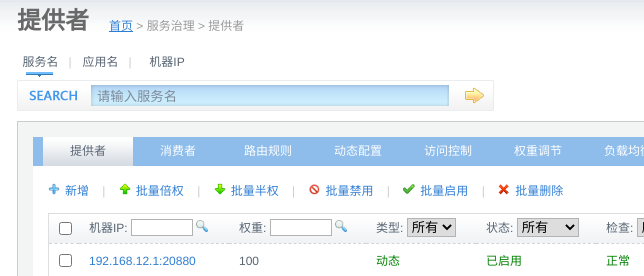 提供者 首页 > 服务治理 > 提供者
服务名 | 应用名 | 机器IP
SEARCH 请输入服务名
提供者 消费者 路由规则 动态配置 访问控制 权重调节 负载均
新增 | 批量倍权 | 批量半权 | 批量禁用 | 批量启用 | 批量删除
机器IP: 权重: 类型: 所有 状态: 所有 检查:
192.168.12.1:20880 100 动态 已启用 正常